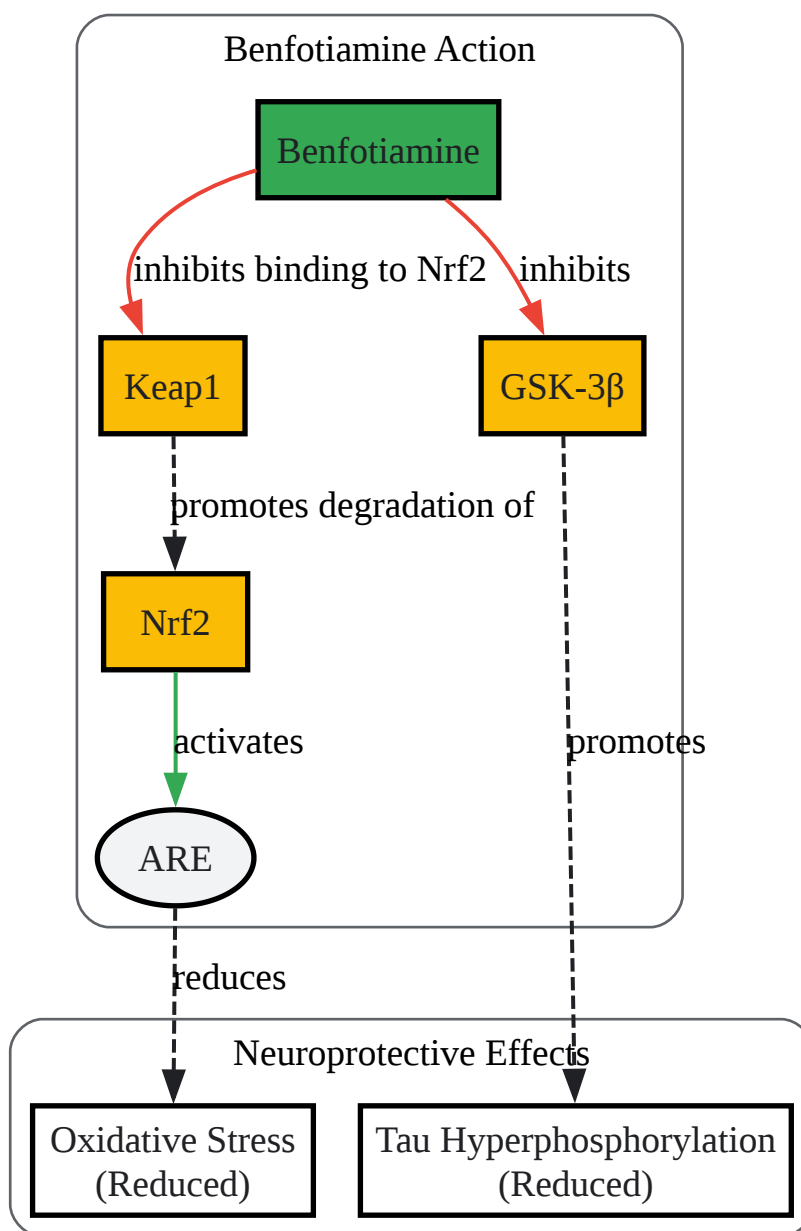 Benfotiamine Action
Benfotiamine
inhibits binding to Nrf2
inhibits
Keap1
GSK-3β
promotes degradation of
Nrf2
activates
promotes
ARE
reduces
Neuroprotective Effects
Oxidative Stress
(Reduced)
Tau Hyperphosphorylation
(Reduced)